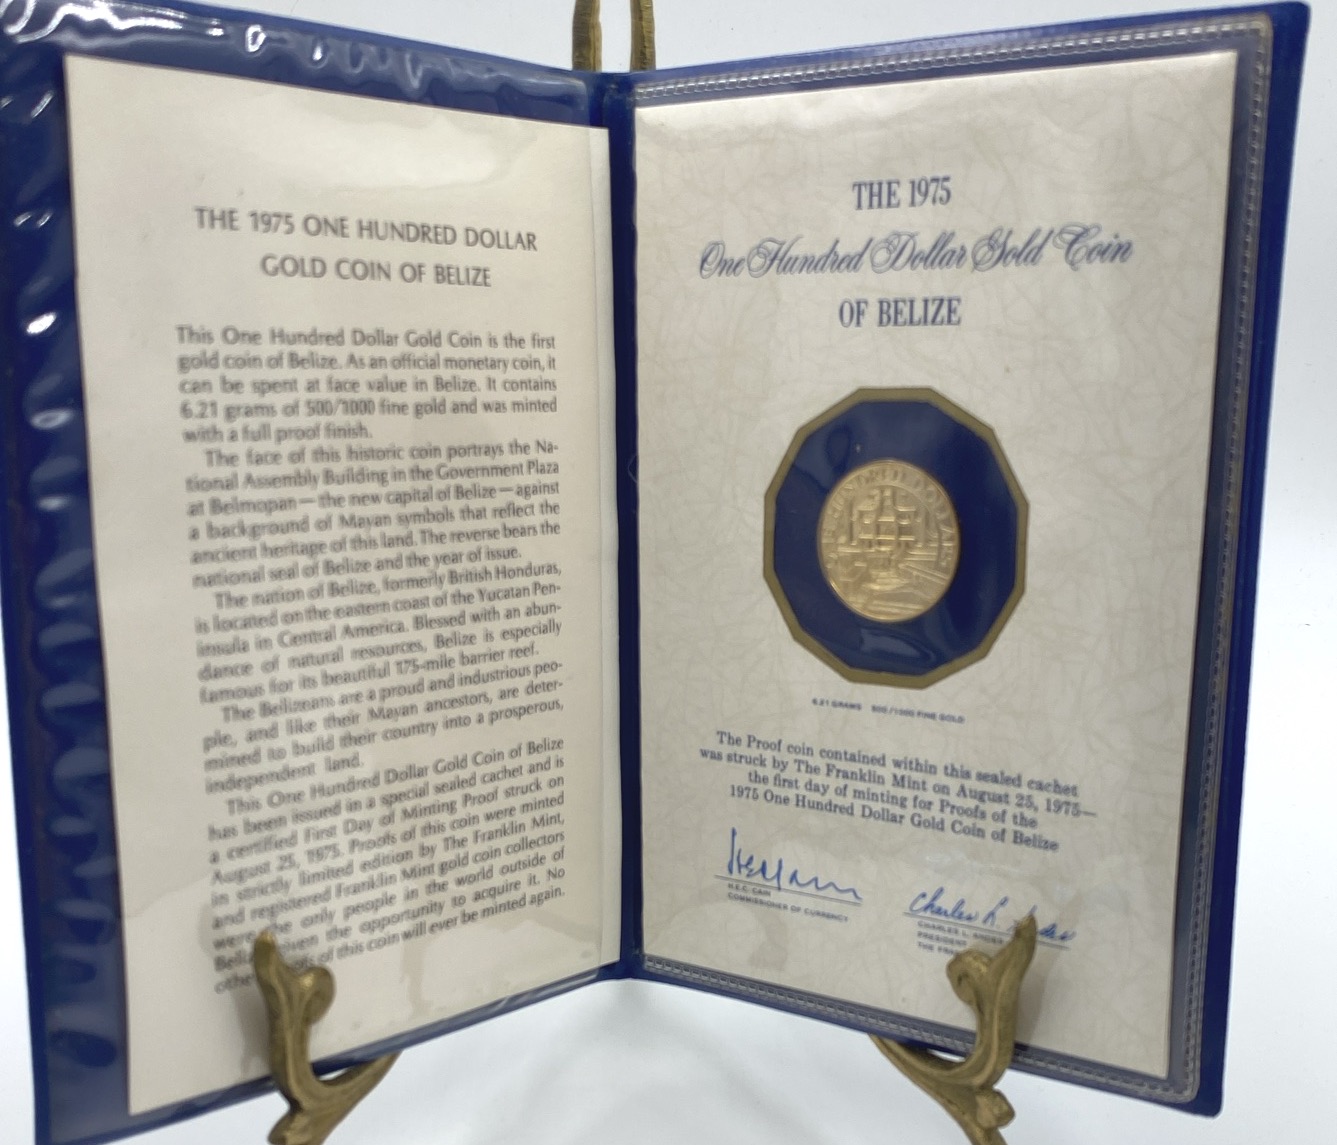 THE 1975 ONE HUNDRED DOLLAR
GOLD COIN OF BELIZE
This One Hundred Dollar Gold Coin is the first
gold coin of Belize. As an official monetary coin, it
can be spent at face value in Belize. It contains
6.21 grams of 500/1000 fine gold and was minted
with a full proof finish.
The face of this historic coin portrays the Na-
tional Assembly Building in the Government Plaza
at Belmopan—the new capital of Belize—against
a background of Mayan symbols that reflect the
ancient heritage of this land. The reverse bears the
national seal of Belize and the year of issue.
The nation of Belize, formerly British Honduras,
is located on the eastern coast of the Yucatan Pen-
insula in Central America. Blessed with an abun-
dance of natural resources, Belize is especially
famous for its beautiful 175-mile barrier reef.
The Belizeans are a proud and industrious peo-
ple, and like their Mayan ancestors, are deter-
mined to build their country into a prosperous,
independent land.
This One Hundred Dollar Gold Coin of Belize
has been issued in a special sealed cachet and is
a certified First Day of Minting Proof struck on
August 25, 1975. Proofs of this coin were minted
in strictly limited edition by The Franklin Mint,
and registered Franklin Mint gold coin collectors
were the only people in the world outside of
given the opportunity to acquire it. No
of this coin will ever be minted again.
THE 1975
One Hundred Dollar Gold Coin
OF BELIZE
HUNDRED DOLLARS
6.21 GRAMS 500/1000 FINE GOLD
The Proof coin contained within this sealed cachet
was struck by The Franklin Mint on August 25, 1975—
the first day of minting for Proofs of the
1975 One Hundred Dollar Gold Coin of Belize
H.E.C. CAIN
COMMISSIONER OF CURRENCY
Charles L.
CHARLES L.
PRESIDENT
THE